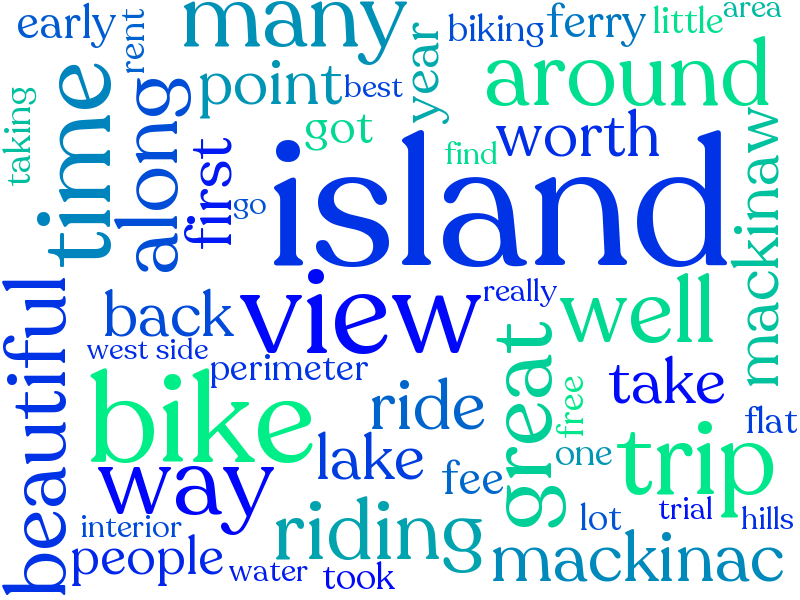 early
rent
many
year
biking
ferry
little
area
point
best
around
time
along
taking
got
first
go
find
worth
island
mackinaw
beautiful
back
view
really
well
west side
perimeter
great
take
bike
ride
free
flat
way
lake
fee
one
trip
interior
people
riding
lot
trial
hills
water
took
mackinac